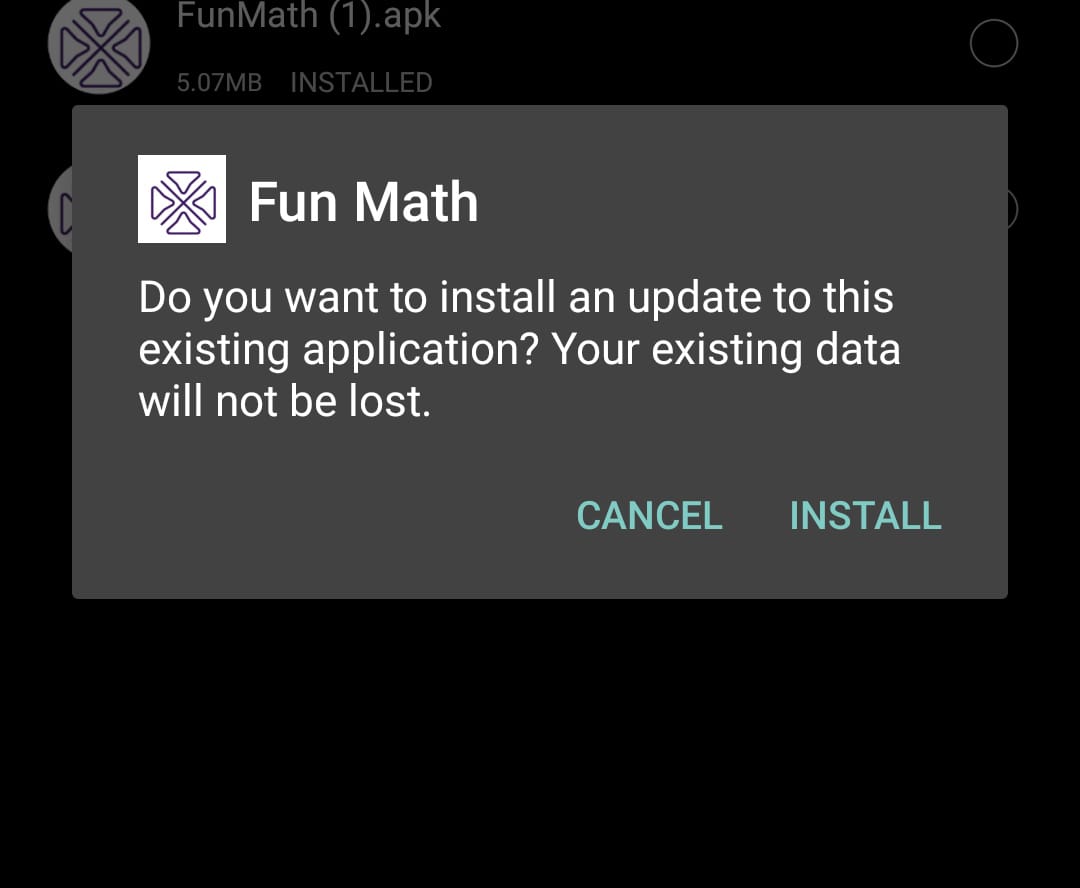 FunMath (1).apk
5.07MB INSTALLED
Fun Math
Do you want to install an update to this
existing application? Your existing data
will not be lost.
CANCEL INSTALL